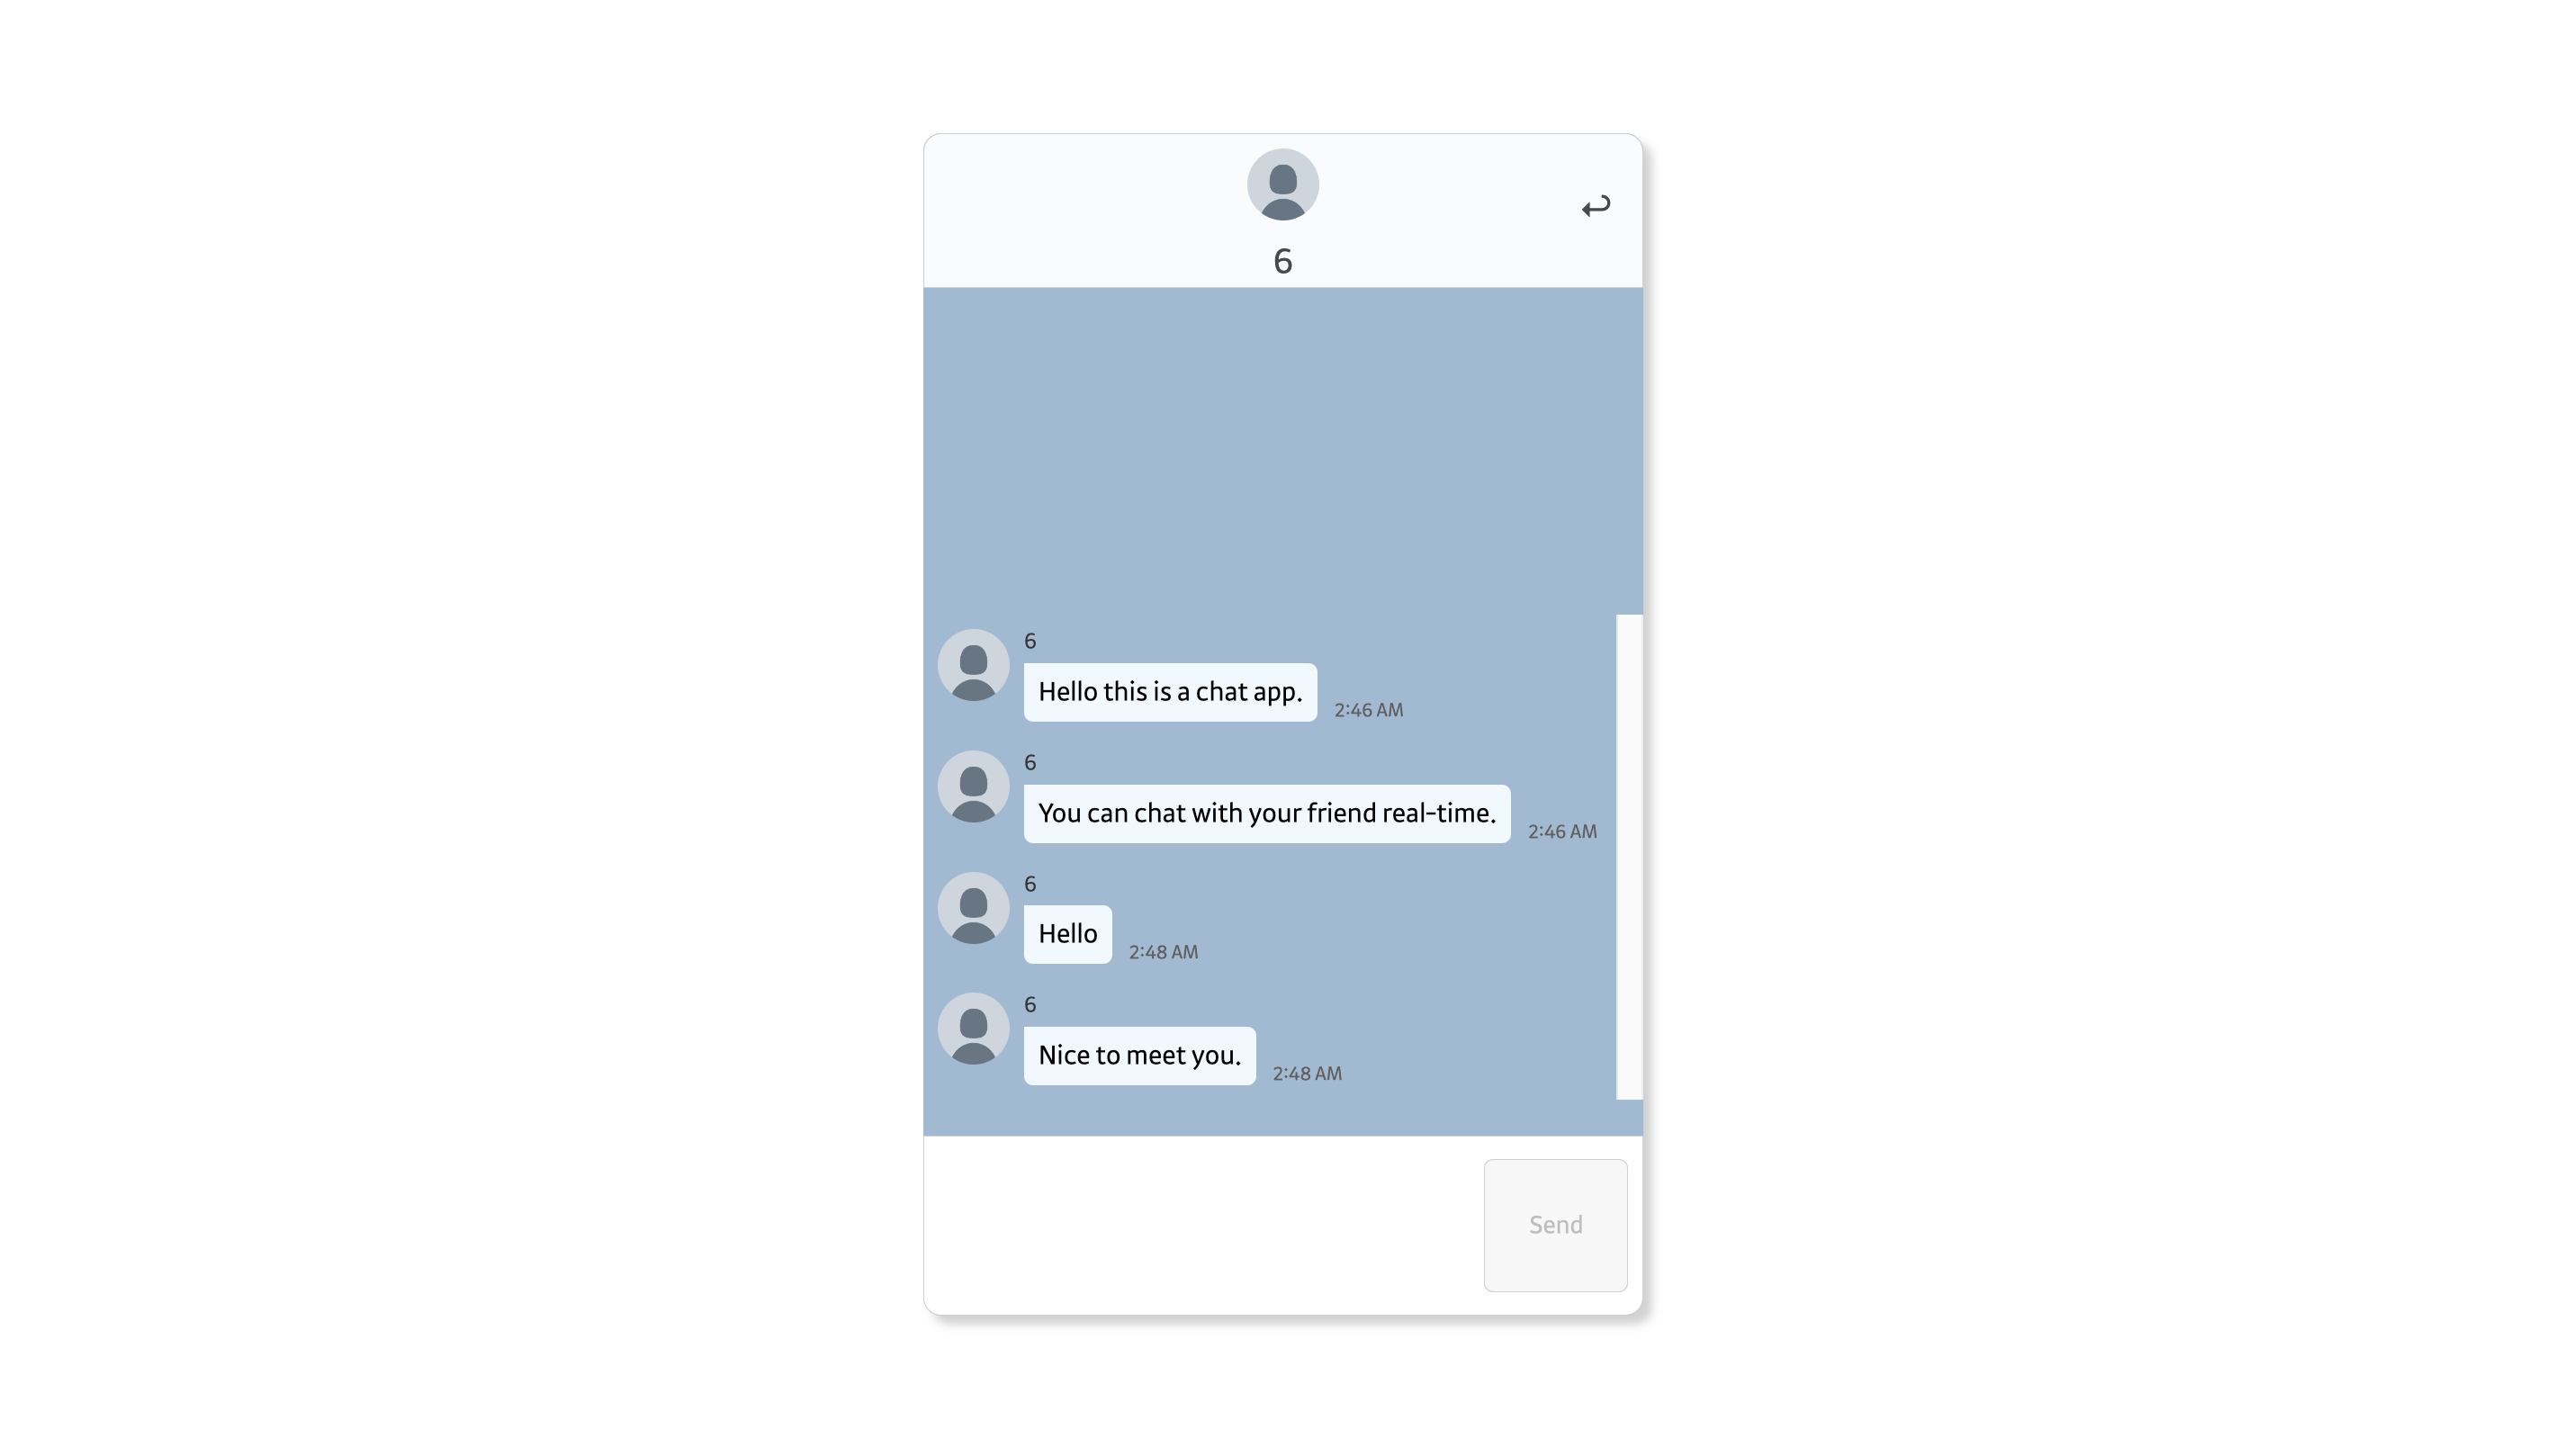 6
6
Hello this is a chat app.
2:46 AM
6
You can chat with your friend real-time.
2:46 AM
6
Hello
2:48 AM
6
Nice to meet you.
2:48 AM
Send